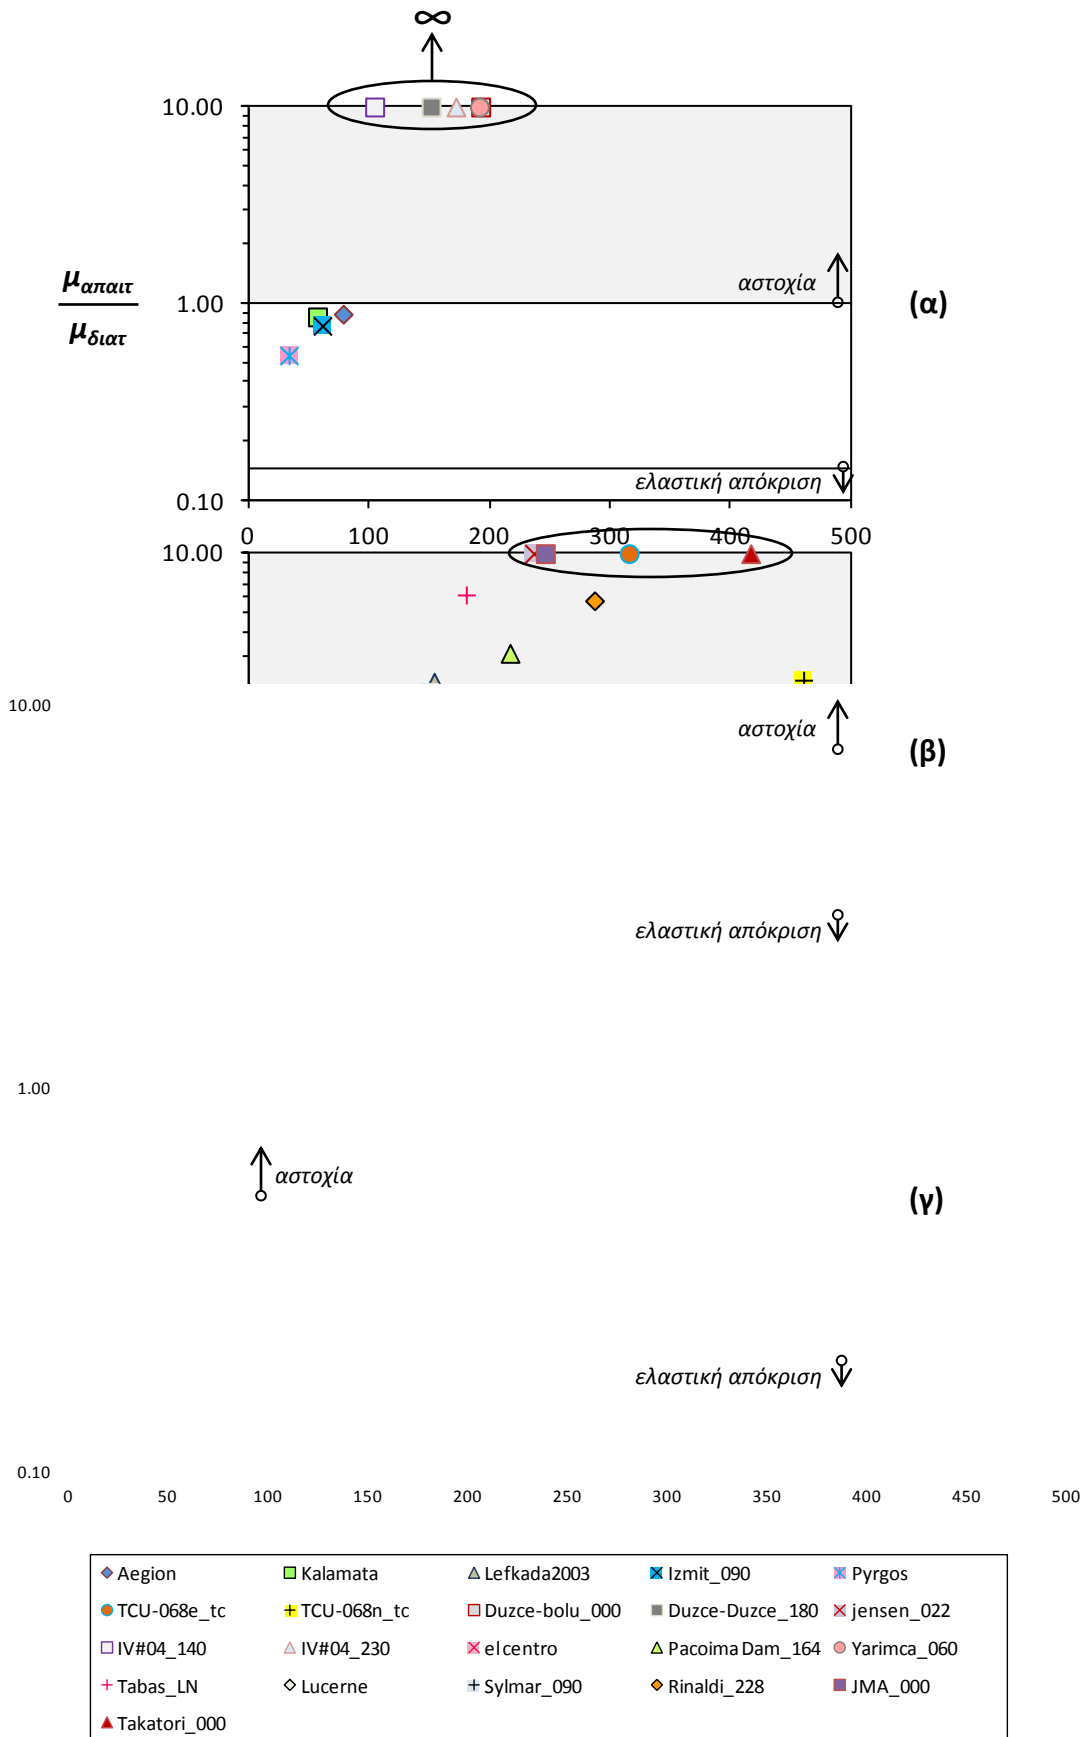 ∞
10.00
αστοχία
μαπαιτ
μδιατ
1.00
(α)
ελαστική απόκριση
0.10
0 100 200 300 400 500
10.00
10.00
αστοχία
(β)
ελαστική απόκριση
1.00
αστοχία
(γ)
ελαστική απόκριση
0.10
0 50 100 150 200 250 300 350 400 450 500
Aegion Kalamata Lefkada2003 Izmit_090 Pyrgos
TCU-068e_tc TCU-068n_tc Duzce-bolu_000 Duzce-Duzce_180 jensen_022
IV#04_140 IV#04_230 el centro Pacoima Dam_164 Yarimca_060
Tabas_LN Lucerne Sylmar_090 Rinaldi_228 JMA_000
Takatori_000